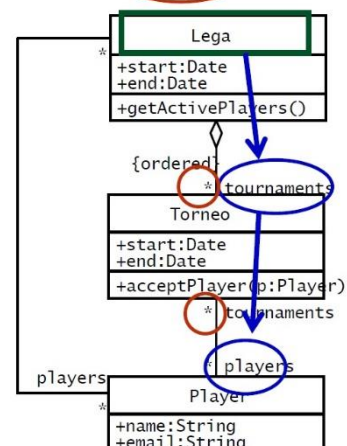 Lega
*
+start:Date
+end:Date
+getActivePlayers()
{ordered}
* tournaments
Torneo
+start:Date
+end:Date
+acceptPlayer(p:Player)
* tournaments
* players
players
Player
*
+name:String
+email:String